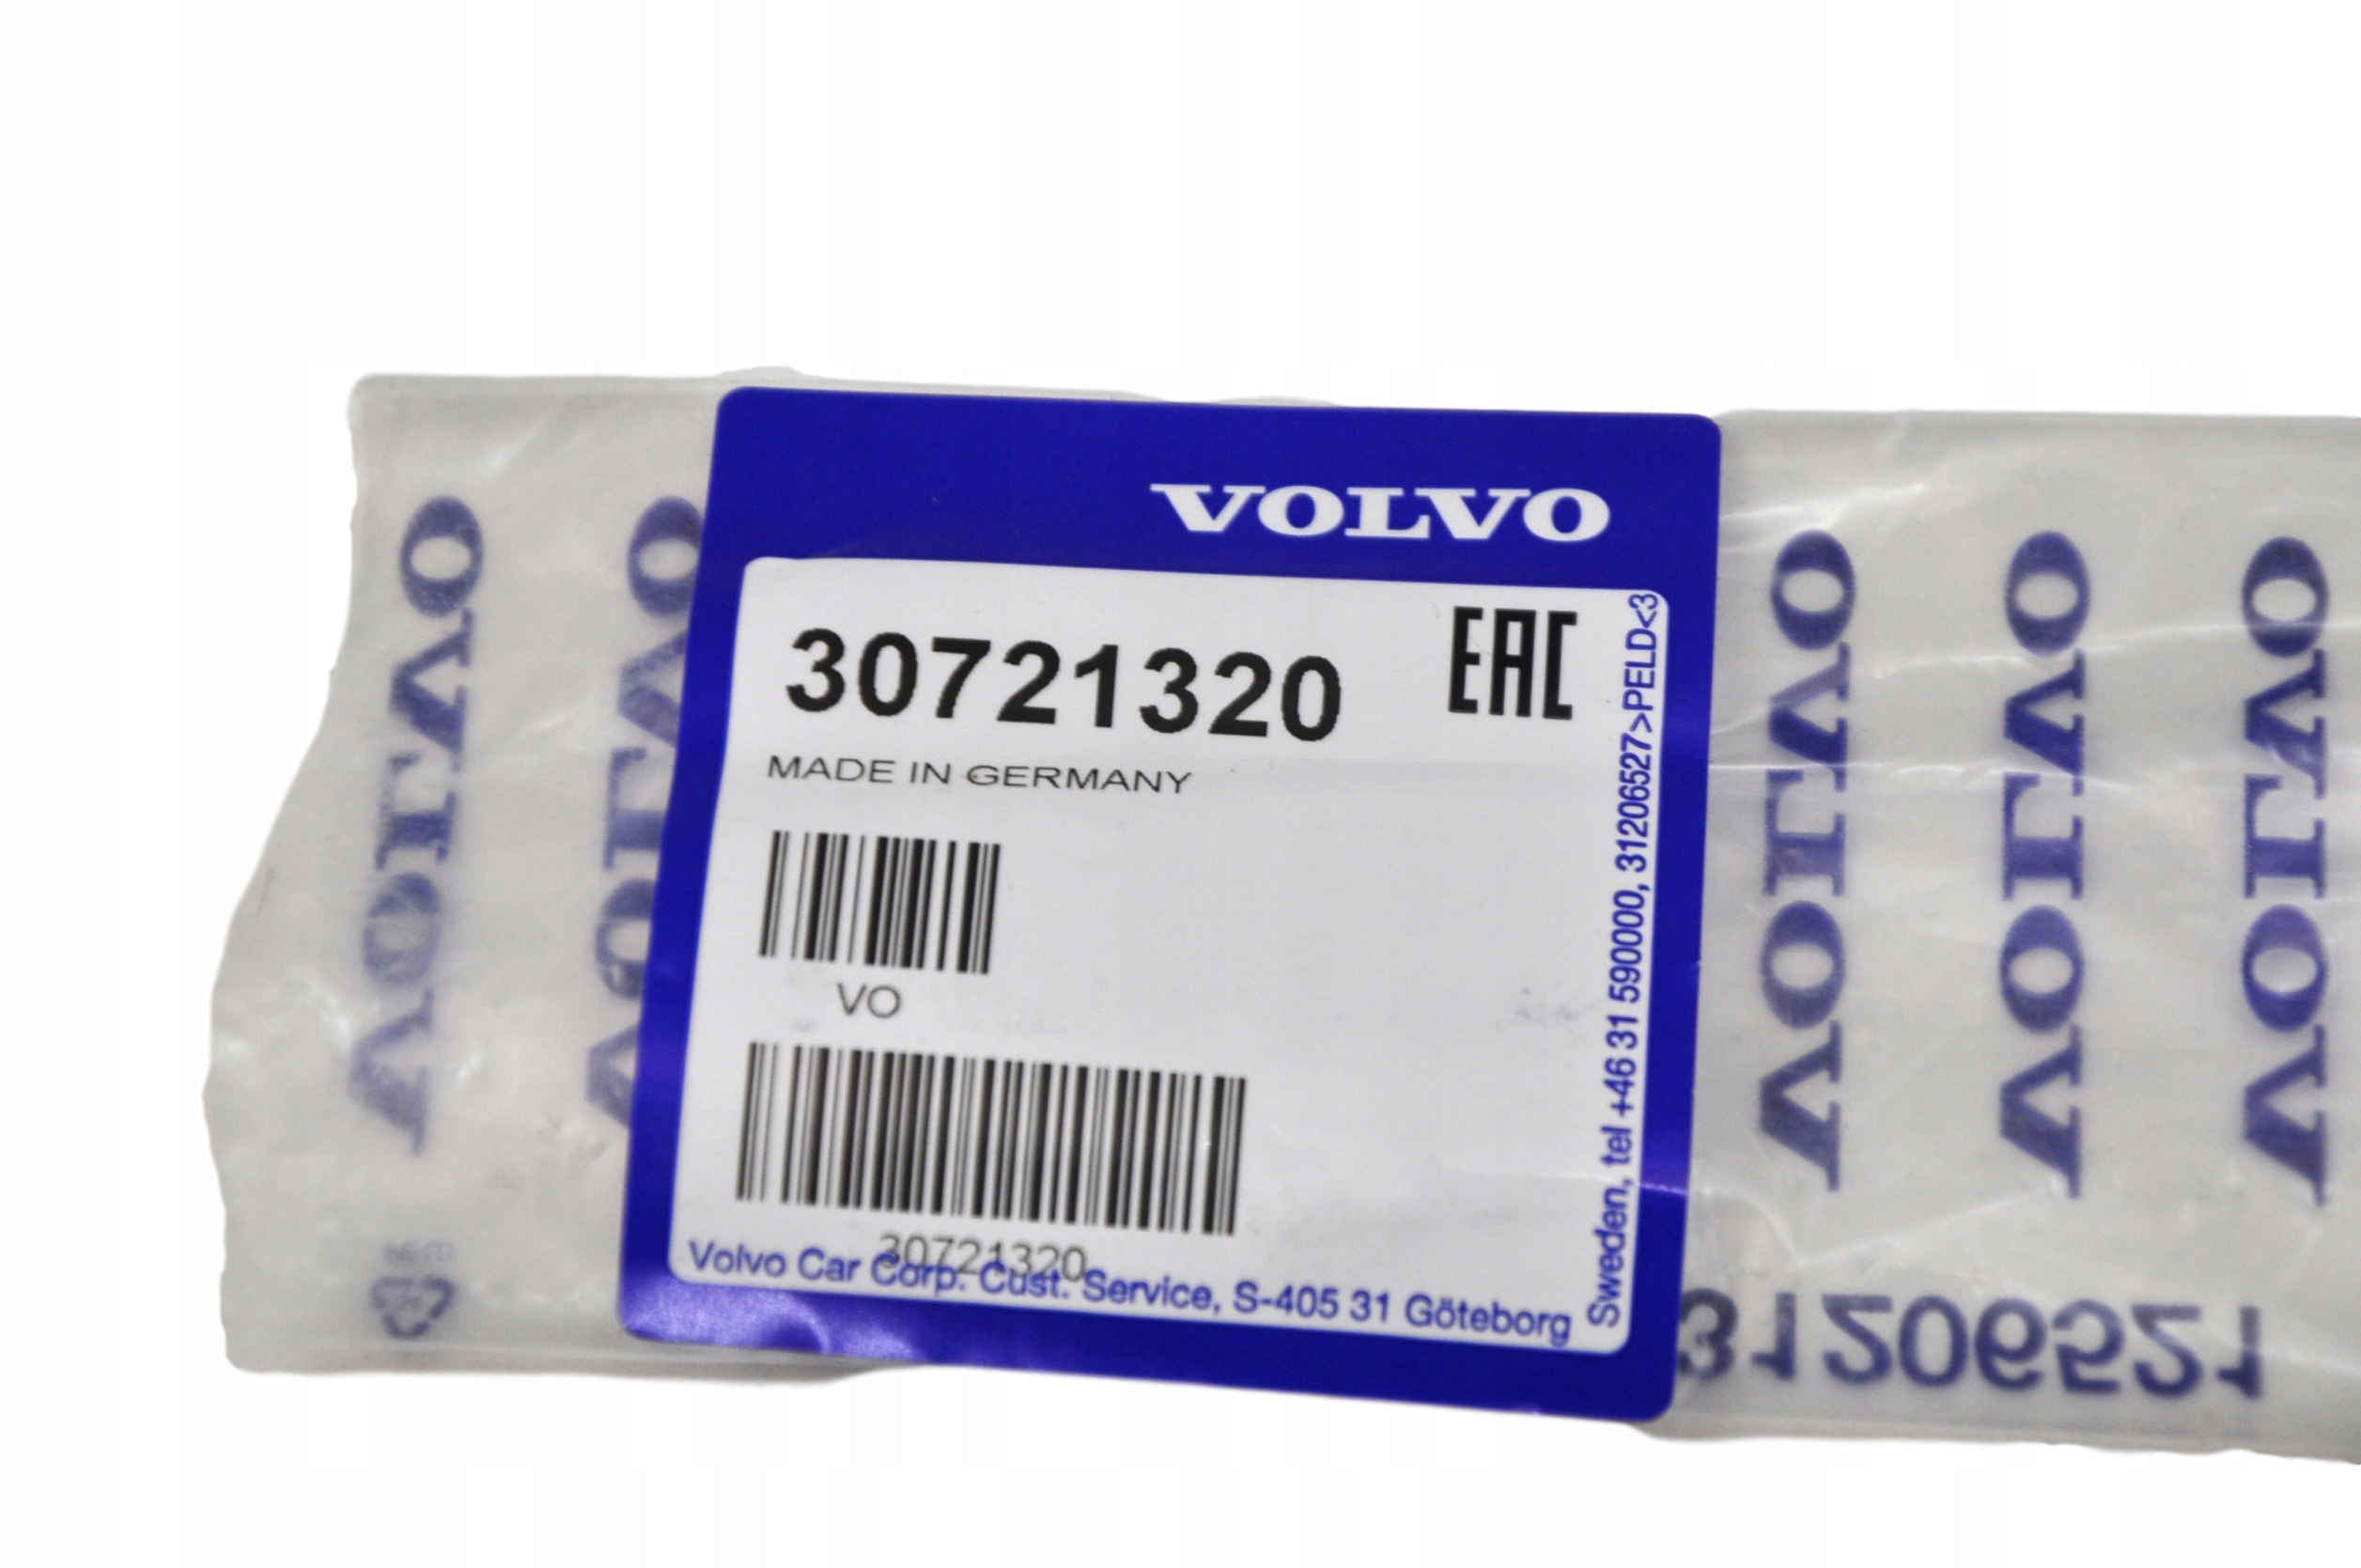 VOLVO
30721320
EAC
MADE IN GERMANY
VO
30721320
Volvo Car Corp. Cust. Service, S-405 31 Göteborg
Sweden, tel +46 31 590000, 31206527>PELD<3
VOLVO
VOLVO
VOLVO
VOLVO
VOLVO
31206521